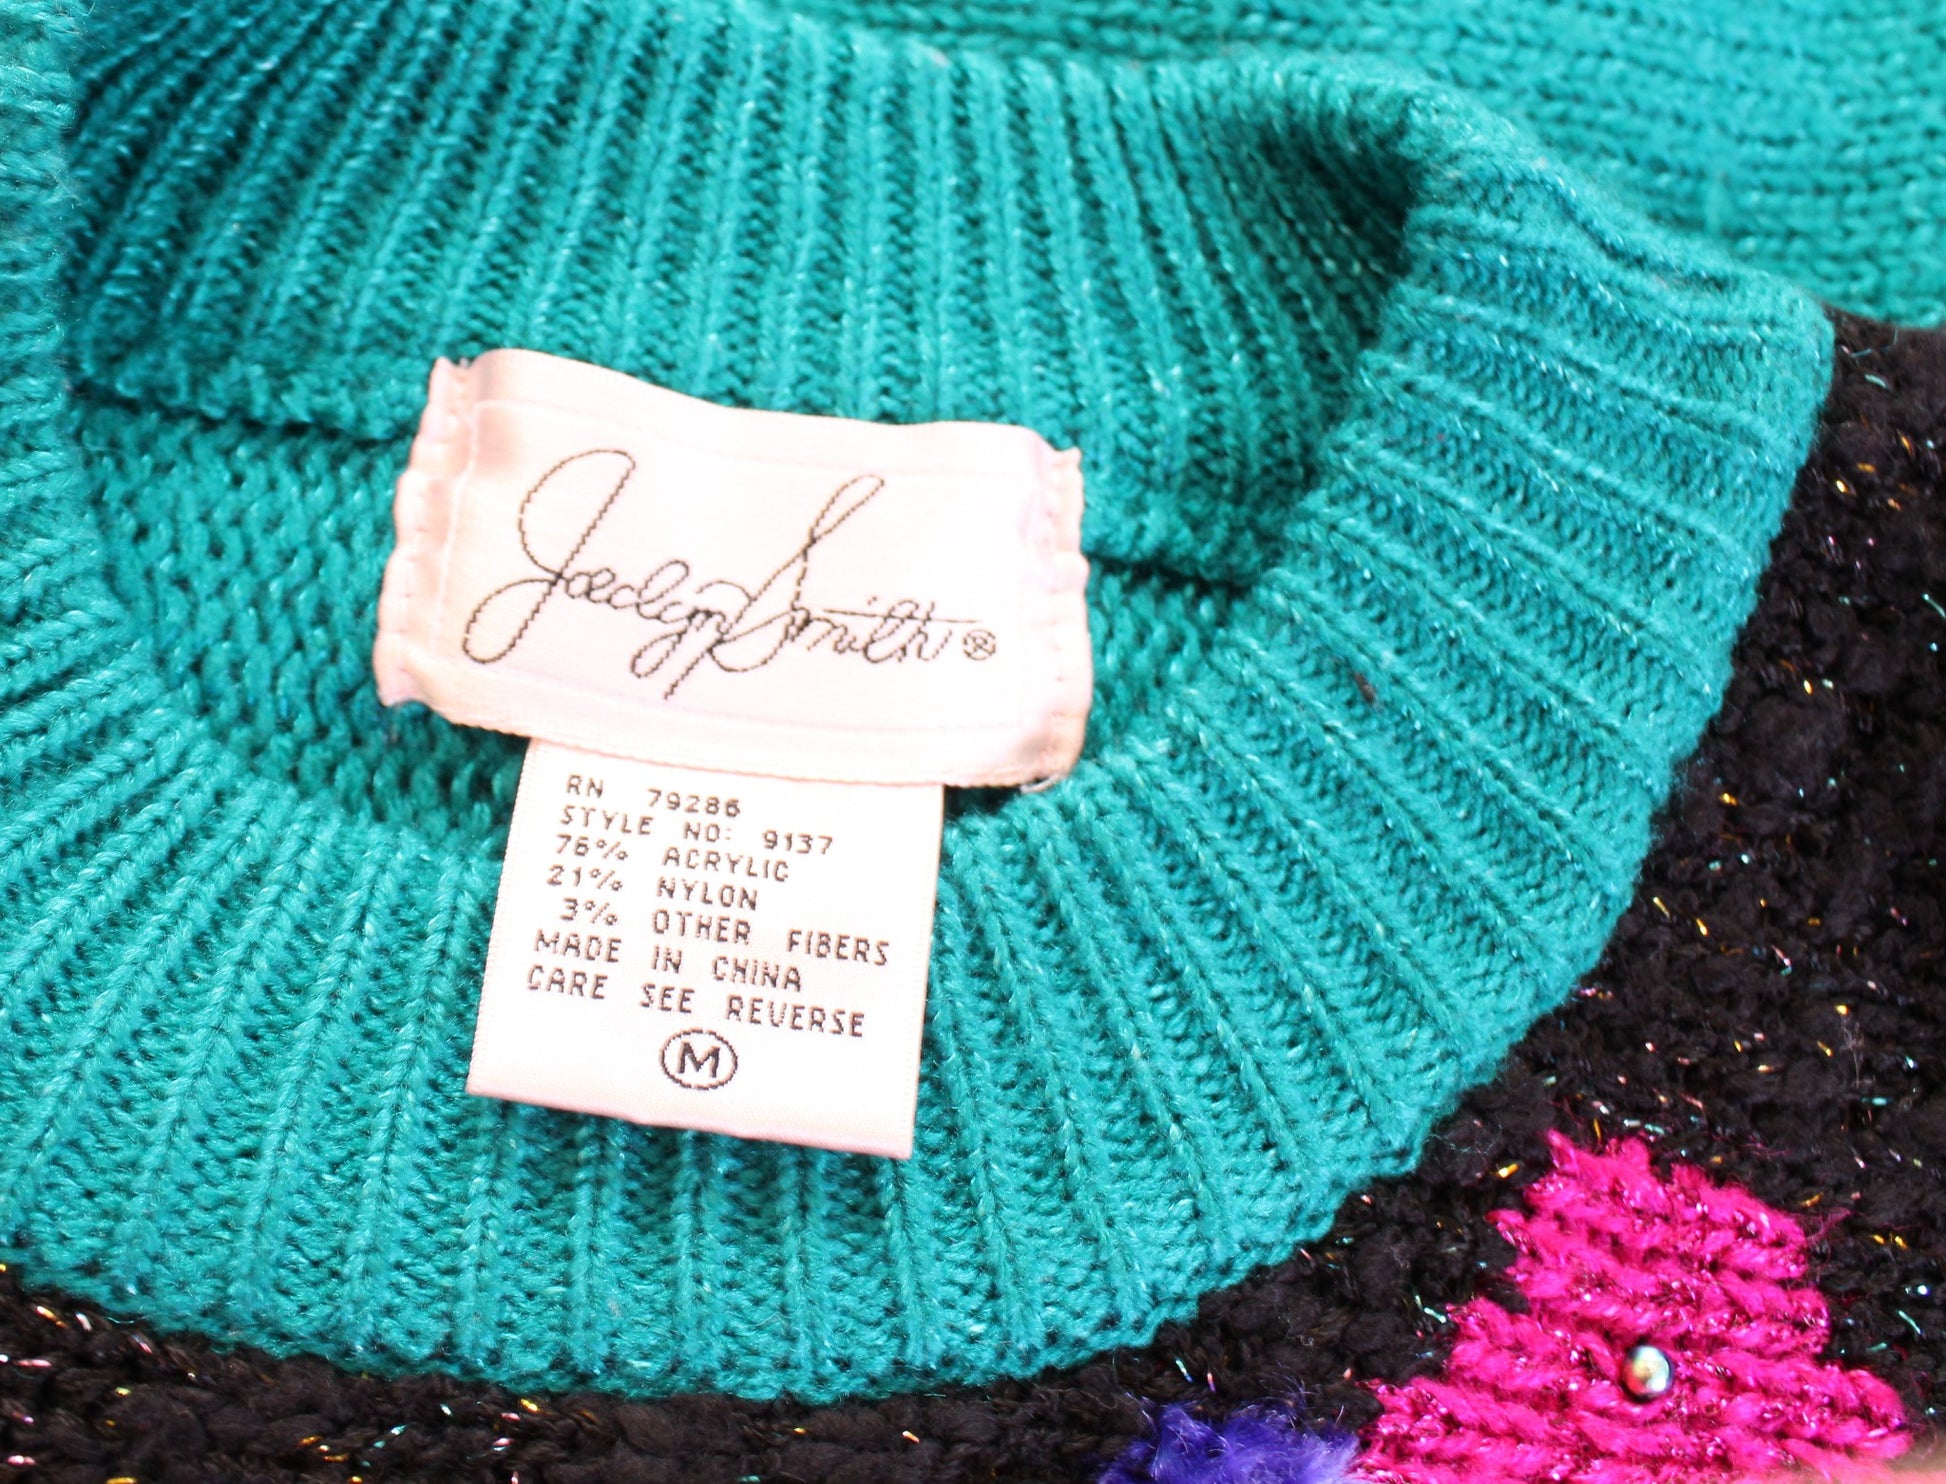 Jaclyn Smith®
RN 79286
STYLE NO: 9137
76% ACRYLIC
21% NYLON
3% OTHER FIBERS
MADE IN CHINA
CARE SEE REVERSE
M